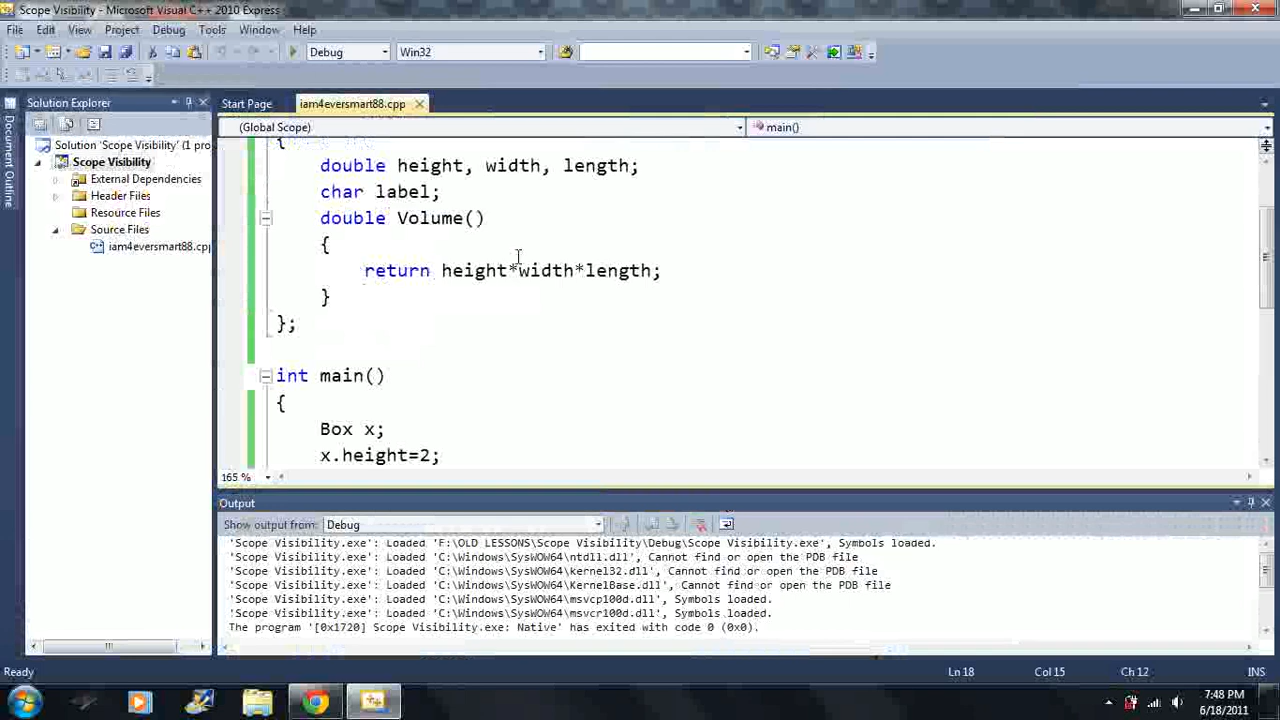 Scope Visibility - Microsoft Visual C++ 2010 Express
File Edit View Project Debug Tools Window Help
Debug Win32
Solution Explorer
Start Page iam4eversmart88.cpp
(Global Scope) main()
Document Outline
Solution 'Scope Visibility' (1 pro
Scope Visibility
External Dependencies
Header Files
Resource Files
Source Files
iam4eversmart88.cp
{
double height, width, length;
char label;
double Volume()
{
return height*width*length;
}
};
int main()
{
Box x;
x.height=2;
165 %
Output
Show output from: Debug
'Scope Visibility.exe': Loaded 'F:\OLD LESSONS\Scope Visibility\Debug\Scope Visibility.exe', Symbols loaded.
'Scope Visibility.exe': Loaded 'C:\Windows\SysWOW64\ntdll.dll', Cannot find or open the PDB file
'Scope Visibility.exe': Loaded 'C:\Windows\SysWOW64\kernel32.dll', Cannot find or open the PDB file
'Scope Visibility.exe': Loaded 'C:\Windows\SysWOW64\KernelBase.dll', Cannot find or open the PDB file
'Scope Visibility.exe': Loaded 'C:\Windows\SysWOW64\msvcp100d.dll', Symbols loaded.
'Scope Visibility.exe': Loaded 'C:\Windows\SysWOW64\msvcr100d.dll', Symbols loaded.
The program '[0x1720] Scope Visibility.exe: Native' has exited with code 0 (0x0).
Ready Ln 18 Col 15 Ch 12 INS
7:48 PM
6/18/2011